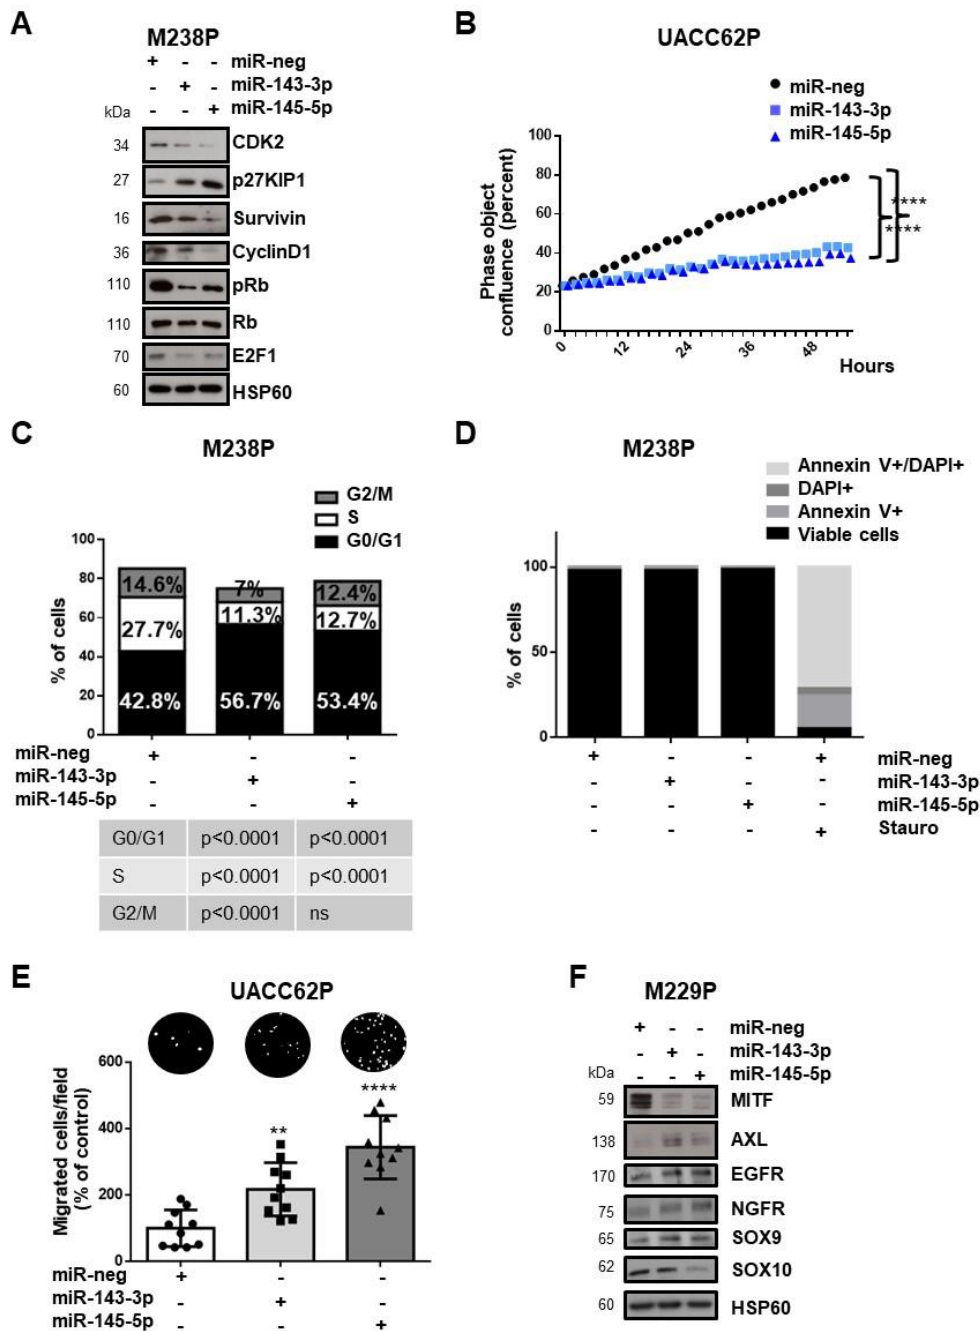 A
M238P
+ - - miR-neg
- + - miR-143-3p
- - + miR-145-5p
kDa
34 CDK2
27 p27KIP1
16 Survivin
36 CyclinD1
110 pRb
110 Rb
70 E2F1
60 HSP60
B
UACC62P
miR-neg
miR-143-3p
miR-145-5p
Phase object
confluence (percent)
100
80
60
40
20
0
****
****
0 12 24 36 48
Hours
C
M238P
G2/M
S
G0/G1
% of cells
100
80
60
40
20
0
14.6% 7% 12.4%
27.7% 11.3% 12.7%
42.8% 56.7% 53.4%
miR-neg + - -
miR-143-3p - + -
miR-145-5p - - +
G0/G1 p<0.0001 p<0.0001
S p<0.0001 p<0.0001
G2/M p<0.0001 ns
D
M238P
Annexin V+/DAPI+
DAPI+
Annexin V+
Viable cells
% of cells
100
50
0
+ - - + miR-neg
- + - - miR-143-3p
- - + - miR-145-5p
- - - + Stauro
E
UACC62P
Migrated cells/field
(% of control)
600
400
200
0
**
****
miR-neg + - -
miR-143-3p - + -
miR-145-5p - - +
F
M229P
+ - - miR-neg
- + - miR-143-3p
- - + miR-145-5p
kDa
59 MITF
138 AXL
170 EGFR
75 NGFR
65 SOX9
62 SOX10
60 HSP60